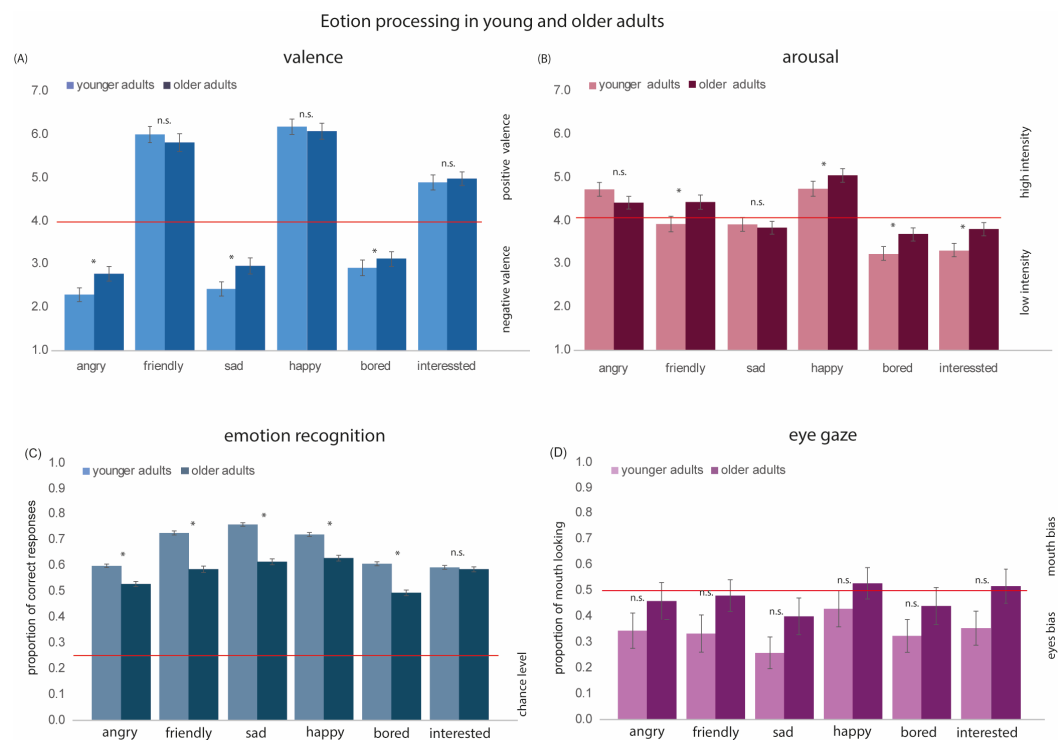 Eotion processing in young and older adults
(A)
valence
younger adults older adults
7.0
6.0
5.0
4.0
3.0
2.0
1.0
n.s.
n.s.
n.s.
*
*
*
positive valence
negative valence
angry friendly sad happy bored interessted
(B)
arousal
younger adults older adults
7.0
6.0
5.0
4.0
3.0
2.0
1.0
n.s.
*
n.s.
*
*
*
high intensity
low intensity
angry friendly sad happy bored interested
(C)
emotion recognition
younger adults older adults
proportion of correct responses
1.0
0.9
0.8
0.7
0.6
0.5
0.4
0.3
0.2
0.1
0.0
*
*
*
*
*
n.s.
chance level
angry friendly sad happy bored interested
(D)
eye gaze
younger adults older adults
proportion of mouth looking
1.0
0.9
0.8
0.7
0.6
0.5
0.4
0.3
0.2
0.1
0.0
n.s.
n.s.
n.s.
n.s.
n.s.
n.s.
mouth bias
eyes bias
angry friendly sad happy bored interested